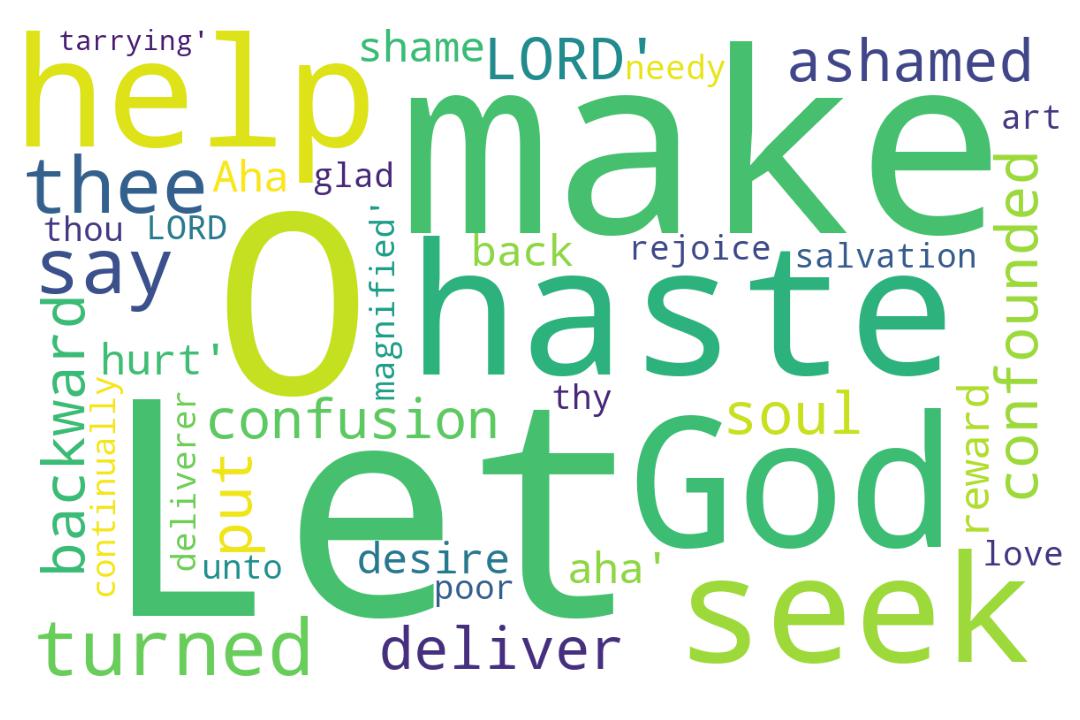 tarrying'
help
shame
LORD'
needy
ashamed
make
art
thee
Aha
glad
thou
LORD
say
O
magnified'
back
rejoice
salvation
confounded
haste
backward
hurt'
continually
deliverer
confusion
thy
soul
reward
put
Let
God
unto
desire
poor
aha'
love
seek
turned
deliver